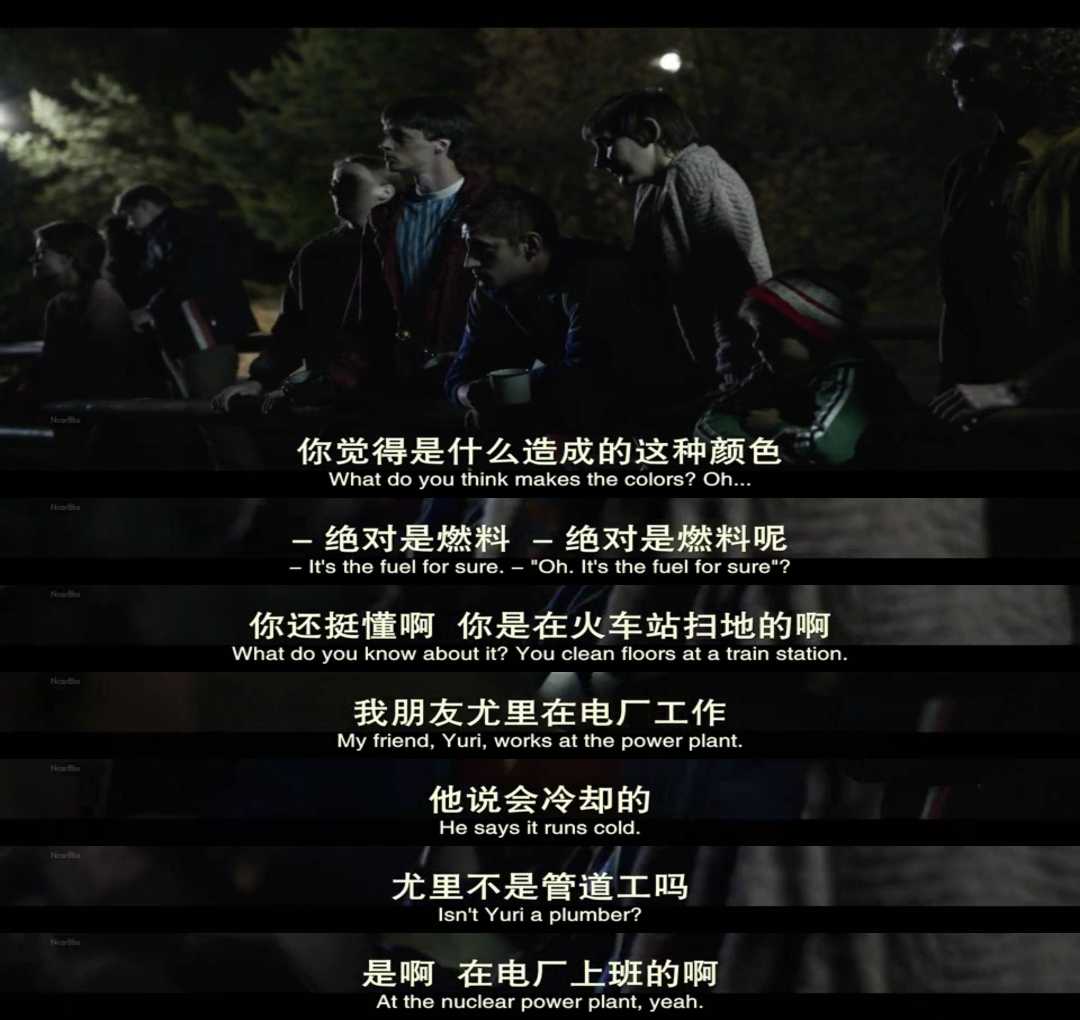 你觉得是什么造成的这种颜色
What do you think makes the colors? Oh...
– 绝对是燃料 – 绝对是燃料呢
– It's the fuel for sure. – "Oh. It's the fuel for sure"?
你还挺懂啊 你是在火车站扫地的啊
What do you know about it? You clean floors at a train station.
我朋友尤里在电厂工作
My friend, Yuri, works at the power plant.
他说会冷却的
He says it runs cold.
尤里不是管道工吗
Isn't Yuri a plumber?
是啊 在电厂上班的啊
At the nuclear power plant, yeah.